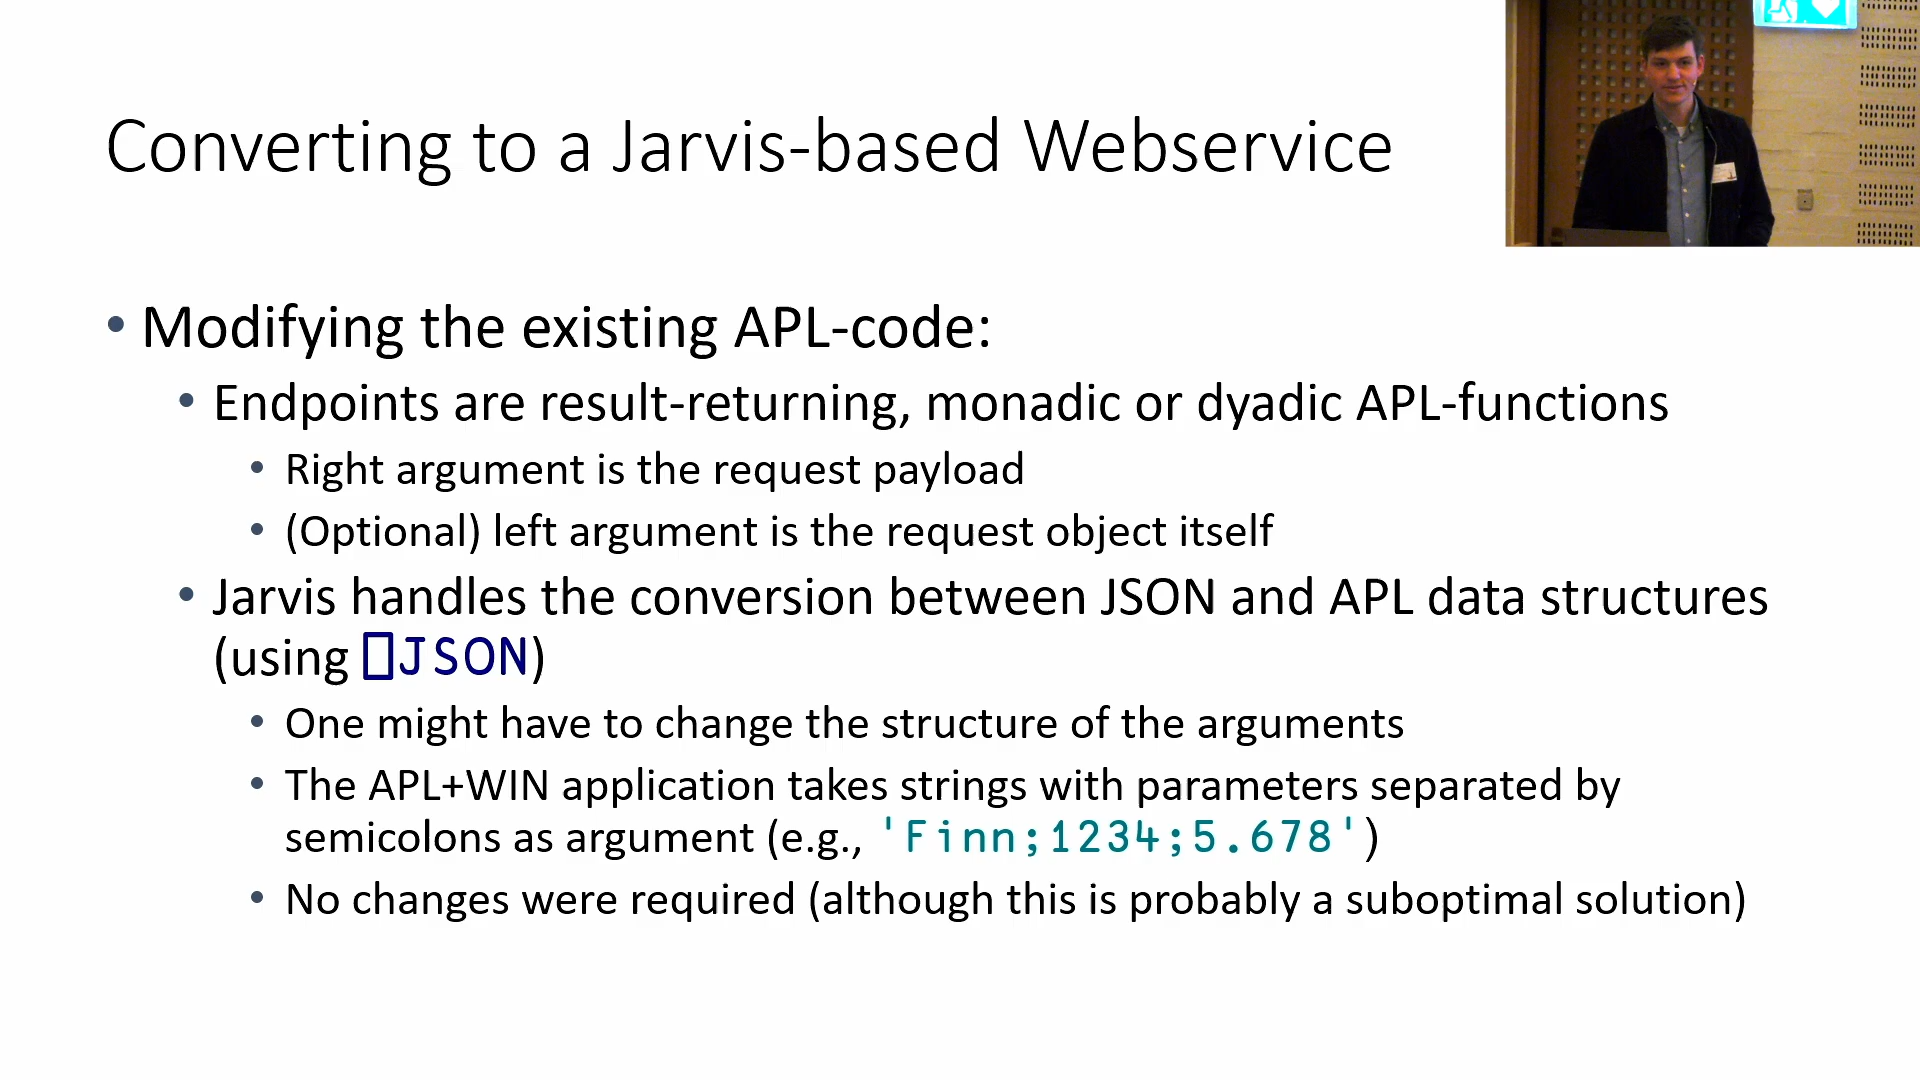 Converting to a Jarvis-based Webservice
• Modifying the existing APL-code:
• Endpoints are result-returning, monadic or dyadic APL-functions
• Right argument is the request payload
• (Optional) left argument is the request object itself
• Jarvis handles the conversion between JSON and APL data structures
(using ⎕JSON)
• One might have to change the structure of the arguments
• The APL+WIN application takes strings with parameters separated by
semicolons as argument (e.g., 'Finn;1234;5.678')
• No changes were required (although this is probably a suboptimal solution)